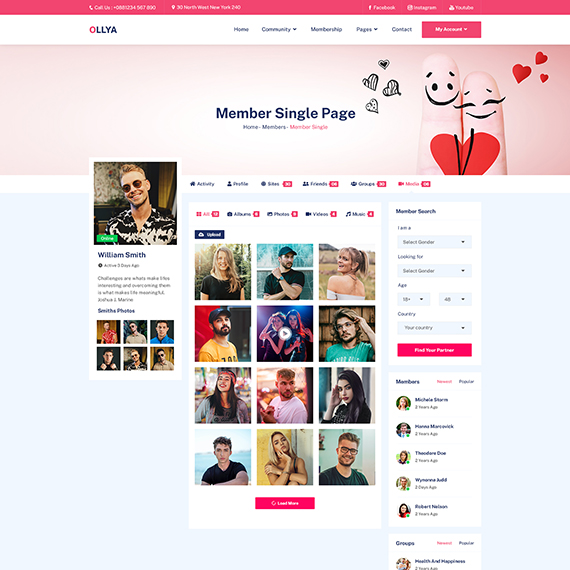 Call Us : +0881234 567 890
30 North West New York 240
Facebook
Instagram
Youtube
OLLYA
Home
Community
Membership
Pages
Contact
My Account
Member Single Page
Home - Members - Member Single
Activity
Profile
Sites 30
Friends 06
Groups 30
Media 06
Online
William Smith
Active 3 Days Ago
Challenges are whats make lifes
interesting and overcoming them
is what makes life meaningful.
Joshua J. Marine
Smiths Photos
All 12
Albums 6
Photos 9
Videos 4
Music 4
Upload
Load More
Member Search
I am a
Select Gender
Looking for
Select Gender
Age
18+
48
Country
Your country
Find Your Partner
Members
Newest
Popular
Michele Storm
2 Years Ago
Hanna Marcovick
2 Years Ago
Theodore Doe
2 Years Ago
Wynonna Judd
2 Days Ago
Robert Nelson
2 Years Ago
Groups
Newest
Popular
Health And Happiness
2 Years Ago